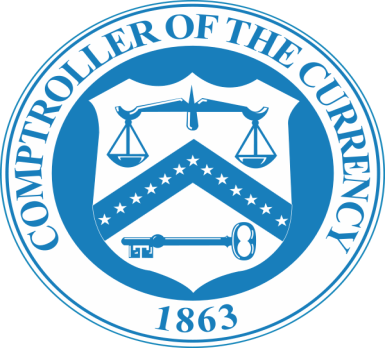 COMPTROLLER OF THE CURRENCY
1863